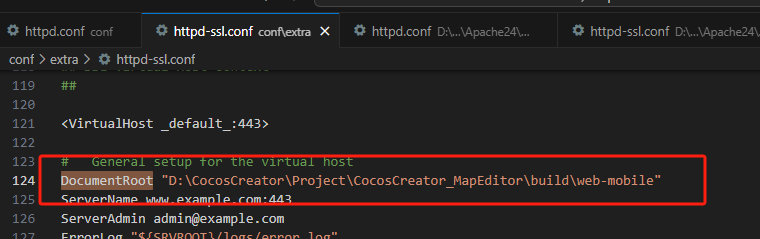 httpd.conf conf httpd-ssl.conf conf\extra httpd.conf D:\...\Apache24\... httpd-ssl.conf D:\...\Apache24\...
conf > extra > httpd-ssl.conf
119 ##
120
121 <VirtualHost _default_:443>
122
123 #   General setup for the virtual host
124 DocumentRoot "D:\CocosCreator\Project\CocosCreator_MapEditor\build\web-mobile"
125 ServerName www.example.com:443
126 ServerAdmin admin@example.com
127 ErrorLog "${SRVROOT}/logs/error.log"